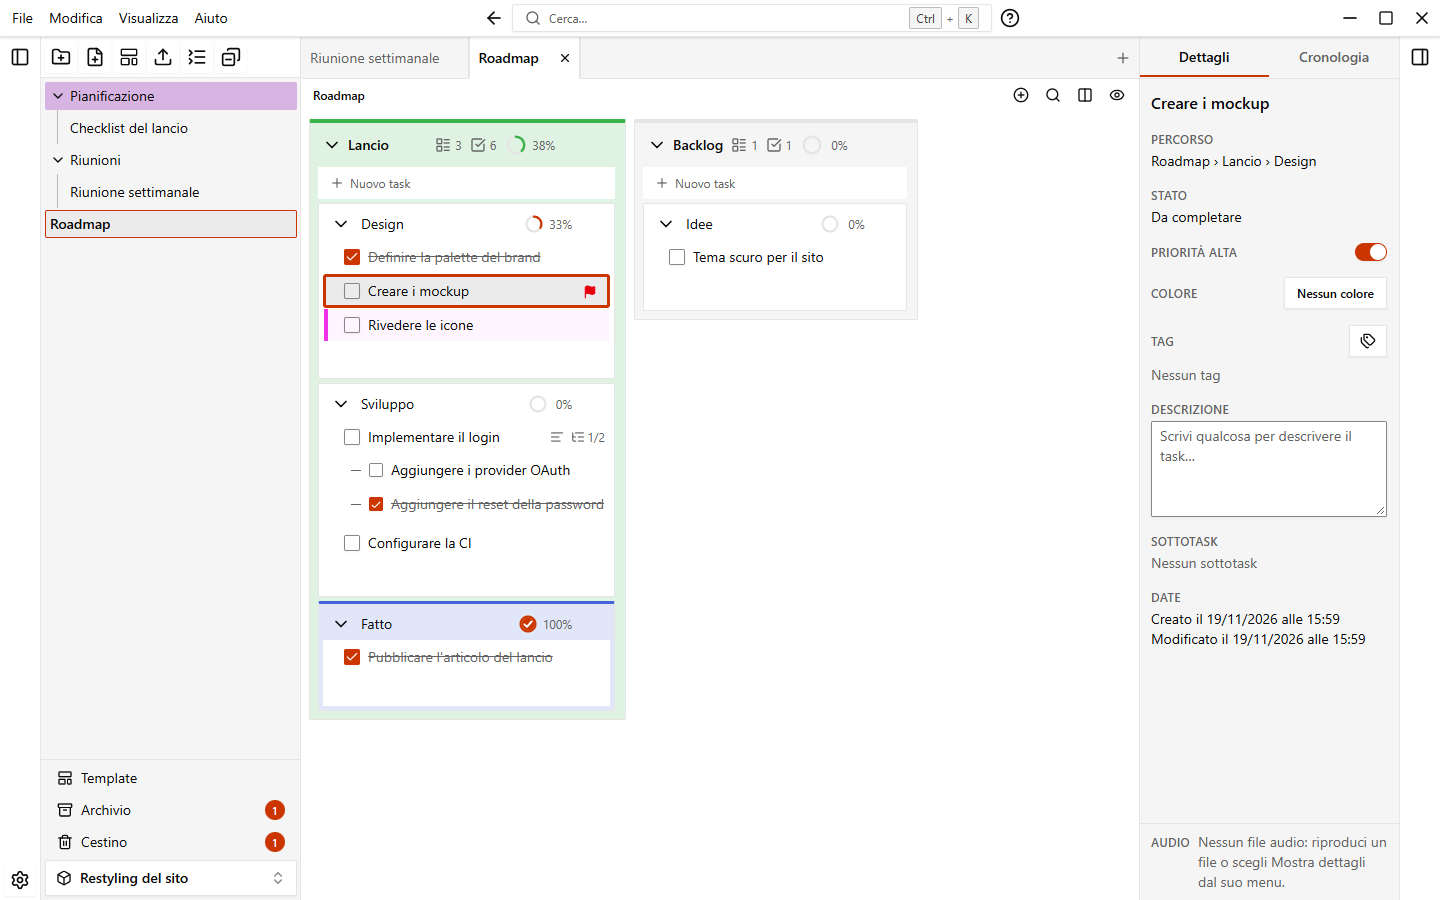 File Modifica Visualizza Aiuto
Cerca... Ctrl + K
Pianificazione
Checklist del lancio
Riunioni
Riunione settimanale
Roadmap
Template
Archivio 1
Cestino 1
Restyling del sito
Riunione settimanale Roadmap
Roadmap
Lancio 3 6 38%
Nuovo task
Design 33%
Definire la palette del brand
Creare i mockup
Rivedere le icone
Sviluppo 0%
Implementare il login 1/2
Aggiungere i provider OAuth
Aggiungere il reset della password
Configurare la CI
Fatto 100%
Pubblicare l'articolo del lancio
Backlog 1 1 0%
Nuovo task
Idee 0%
Tema scuro per il sito
Dettagli Cronologia
Creare i mockup
PERCORSO
Roadmap › Lancio › Design
STATO
Da completare
PRIORITÀ ALTA
COLORE Nessun colore
TAG
Nessun tag
DESCRIZIONE
Scrivi qualcosa per descrivere il
task...
SOTTOTASK
Nessun sottotask
DATE
Creato il 19/11/2026 alle 15:59
Modificato il 19/11/2026 alle 15:59
AUDIO Nessun file audio: riproduci un
file o scegli Mostra dettagli
dal suo menu.